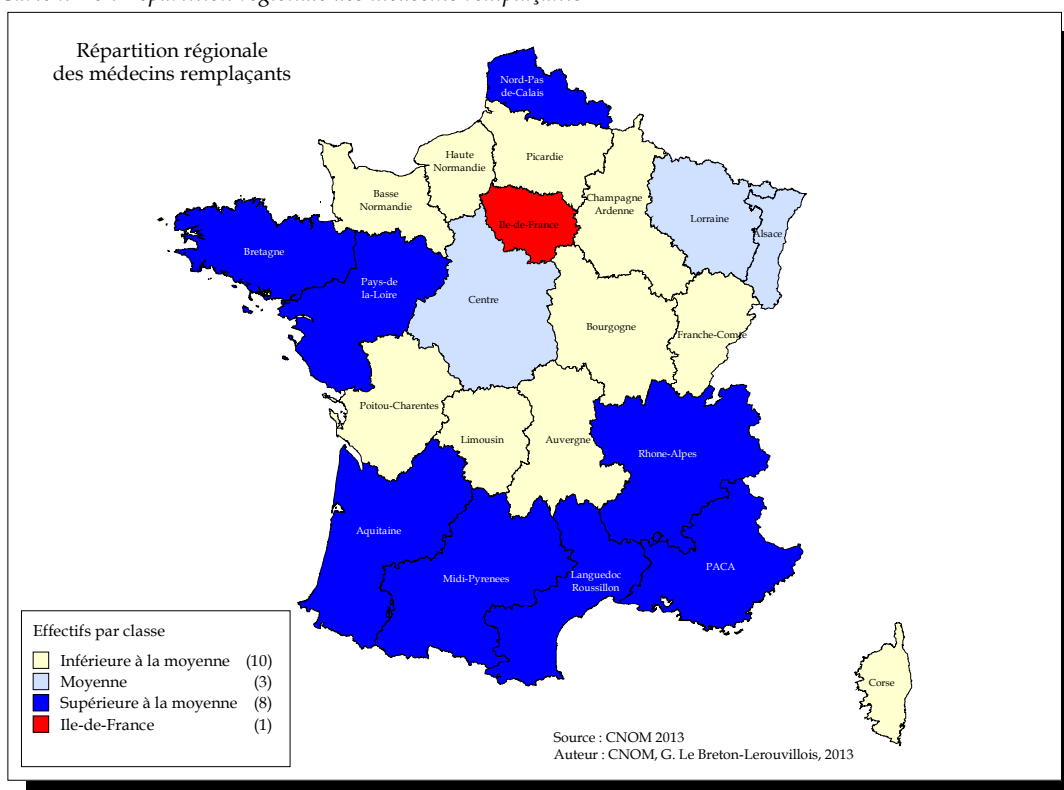 Répartition régionale
des médecins remplaçants
Nord-Pas
de-Calais
Haute
Normandie
Picardie
Basse
Normandie
Champagne
Ardenne
Ile-de-France
Lorraine
Alsace
Bretagne
Pays-de
la-Loire
Centre
Bourgogne
Franche-Comte
Poitou-Charentes
Limousin
Auvergne
Rhone-Alpes
Aquitaine
Midi-Pyrenees
Languedoc
Roussillon
PACA
Corse
Effectifs par classe
Inférieure à la moyenne (10)
Moyenne (3)
Supérieure à la moyenne (8)
Ile-de-France (1)
Source : CNOM 2013
Auteur : CNOM, G. Le Breton-Lerouvillois, 2013